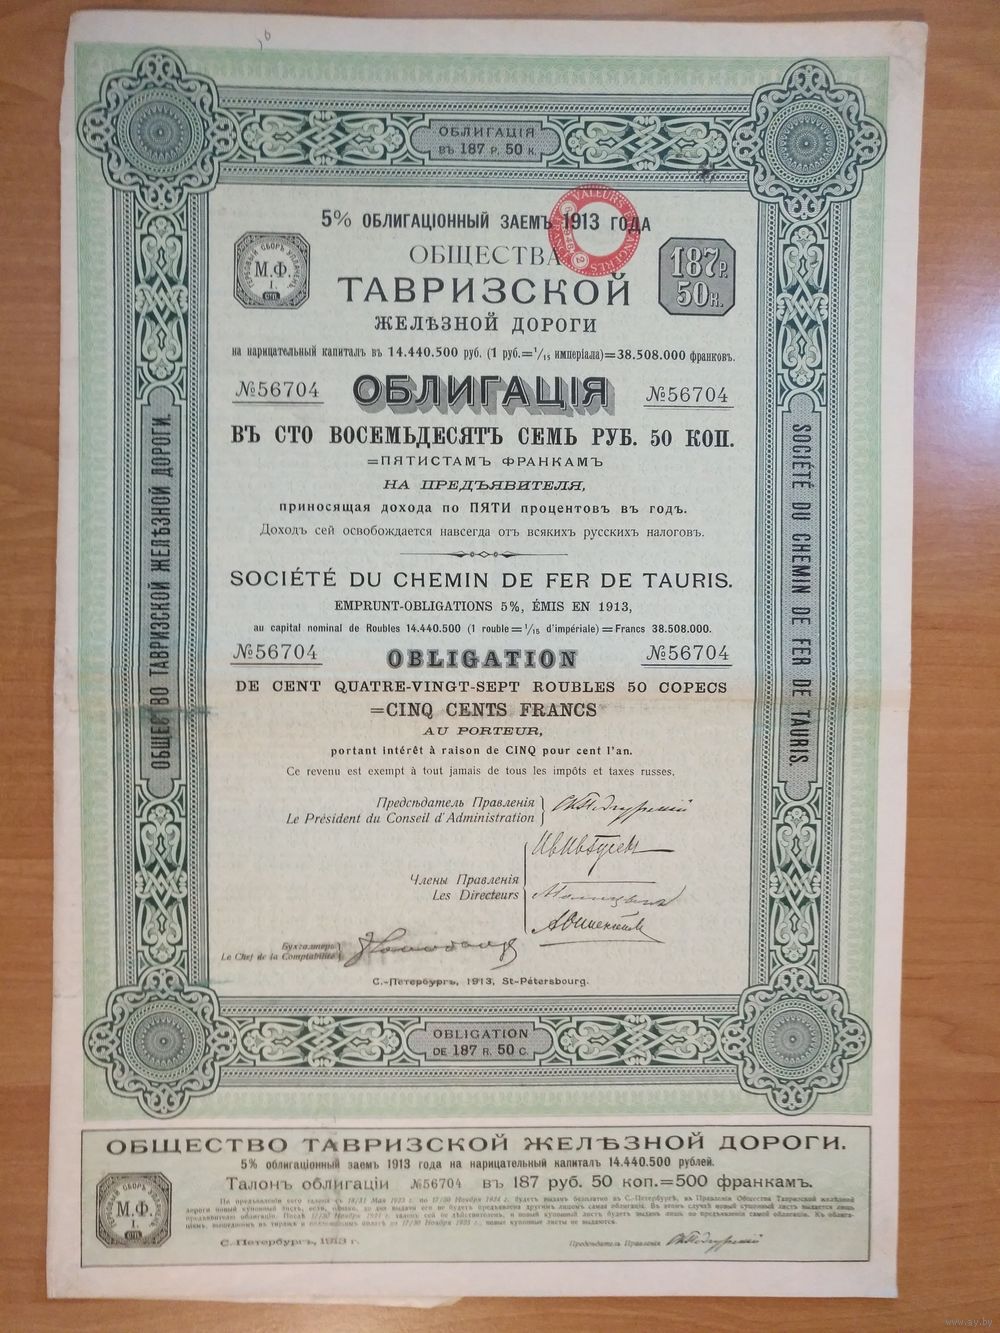 ОБЛИГАЦІЯ
ВЪ 187 Р. 50 К.
5% ОБЛИГАЦІОННЫЙ ЗАЕМЪ 1913 ГОДА
VALEURS ETRANGERES
ОБЩЕСТВА
М.Ф.
I.
ОТП.
187 Р.
50 К.
ТАВРИЗСКОЙ
ЖЕЛѢЗНОЙ ДОРОГИ
на нарицательный капиталъ въ 14.440.500 руб. (1 руб.=1/15 имперіала)=38.508.000 франковъ.
№56704
ОБЛИГАЦІЯ
№56704
ВЪ СТО ВОСЕМЬДЕСЯТЪ СЕМЬ РУБ. 50 КОП.
=ПЯТИСТАМЪ ФРАНКАМЪ
НА ПРЕДЪЯВИТЕЛЯ,
приносящая дохода по ПЯТИ процентовъ въ годъ.
Доходъ сей освобождается навсегда отъ всякихъ русскихъ налоговъ.
SOCIÉTÉ DU CHEMIN DE FER DE TAURIS.
EMPRUNT-OBLIGATIONS 5%, ÉMIS EN 1913,
au capital nominal de Roubles 14.440.500 (1 rouble=1/15 d'impériale)=Francs 38.508.000.
№56704
OBLIGATION
№56704
DE CENT QUATRE-VINGT-SEPT ROUBLES 50 COPECS
=CINQ CENTS FRANCS
AU PORTEUR,
portant intérêt à raison de CINQ pour cent l'an.
Ce revenu est exempt à tout jamais de tous les impôts et taxes russes.
Предсѣдатель Правленія
Le Président du Conseil d'Administration
Члены Правленія
Les Directeurs
Бухгалтеръ
Le Chef de la Comptabilité
С.-Петербургъ, 1913, St-Pétersbourg.
ОБЩЕСТВО ТАВРИЗСКОЙ ЖЕЛѢЗНОЙ ДОРОГИ.
SOCIÉTÉ DU CHEMIN DE FER DE TAURIS.
OBLIGATION
DE 187 R. 50 C.
ОБЩЕСТВО ТАВРИЗСКОЙ ЖЕЛѢЗНОЙ ДОРОГИ.
5% облигаціонный заемъ 1913 года на нарицательный капиталъ 14.440.500 рублей.
Талонъ облигаціи №56704 въ 187 руб. 50 коп.=500 франкамъ.
М.Ф.
I.
ОТП.
С.-Петербургъ, 1913 г.
Предсѣдатель Правленія
www.ay.by